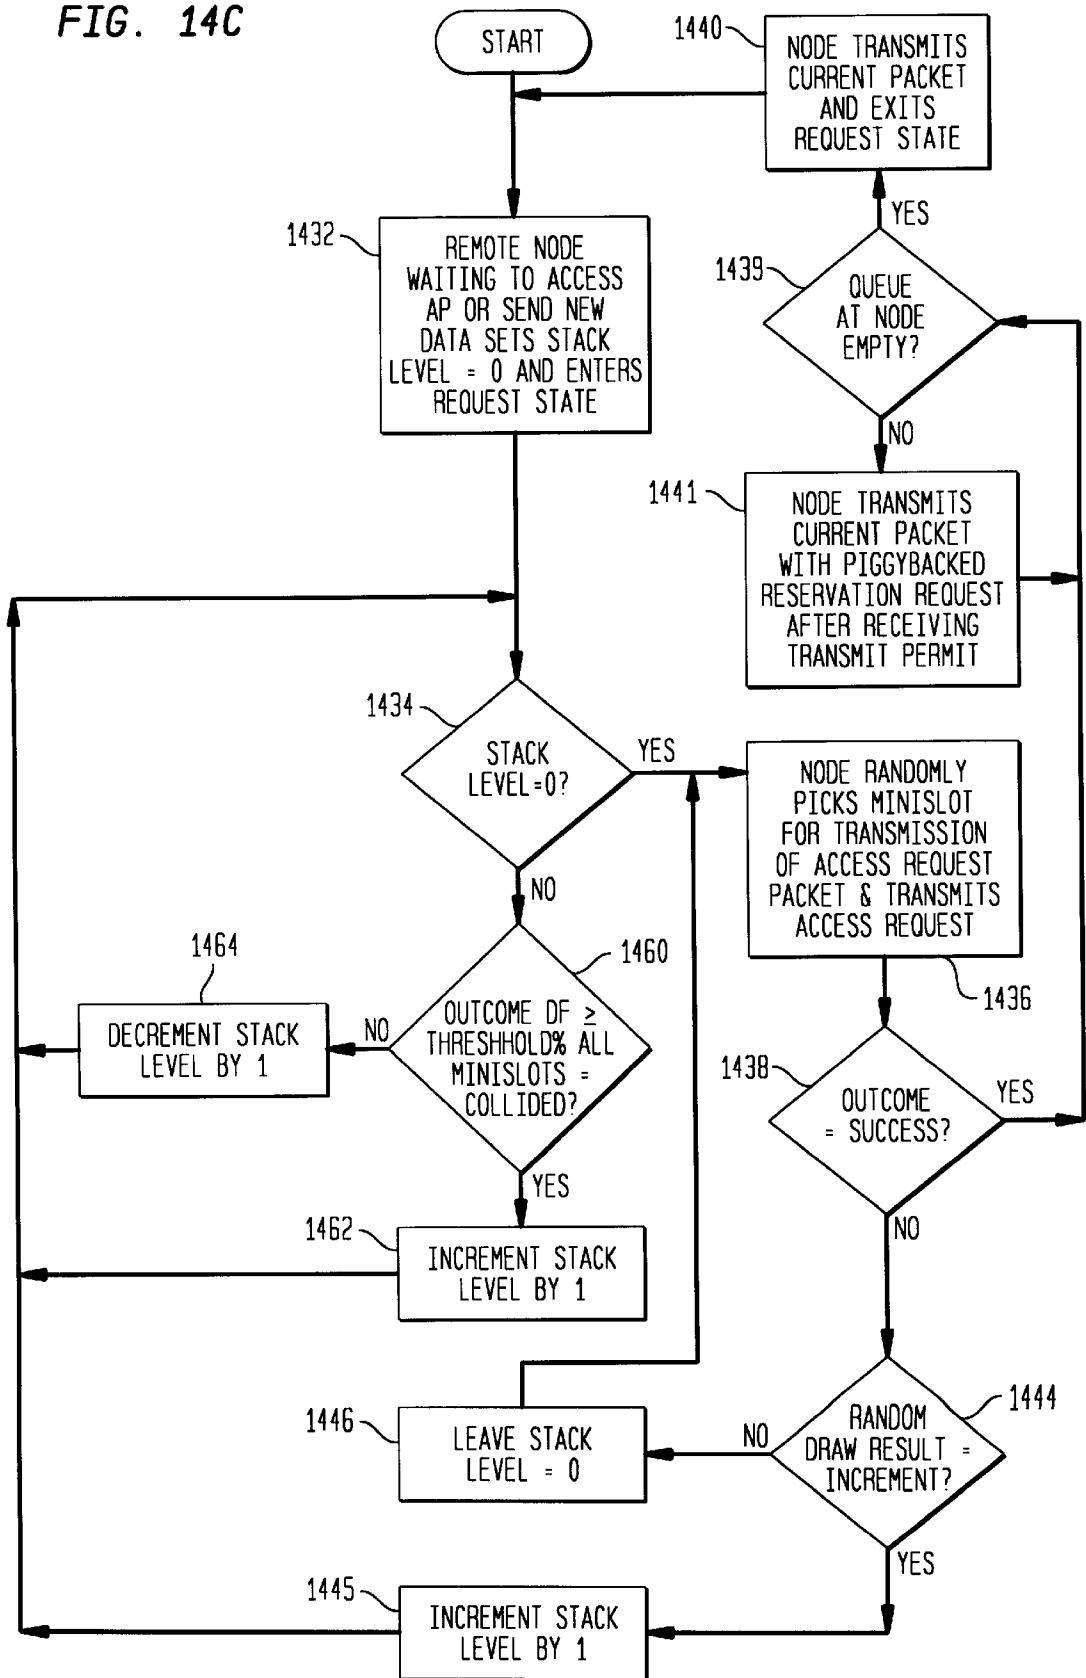 FIG. 14C
START
1440
NODE TRANSMITS
CURRENT PACKET
AND EXITS
REQUEST STATE
1432
REMOTE NODE
WAITING TO ACCESS
AP OR SEND NEW
DATA SETS STACK
LEVEL = 0 AND ENTERS
REQUEST STATE
YES
1439
QUEUE
AT NODE
EMPTY?
NO
1441
NODE TRANSMITS
CURRENT PACKET
WITH PIGGYBACKED
RESERVATION REQUEST
AFTER RECEIVING
TRANSMIT PERMIT
1434
STACK
LEVEL=0?
YES
NO
NODE RANDOMLY
PICKS MINISLOT
FOR TRANSMISSION
OF ACCESS REQUEST
PACKET & TRANSMITS
ACCESS REQUEST
1436
1464
DECREMENT STACK
LEVEL BY 1
NO
1460
OUTCOME DF ≥
THRESHHOLD% ALL
MINISLOTS =
COLLIDED?
YES
1438
OUTCOME
= SUCCESS?
YES
NO
1462
INCREMENT STACK
LEVEL BY 1
1446
LEAVE STACK
LEVEL = 0
NO
1444
RANDOM
DRAW RESULT =
INCREMENT?
YES
1445
INCREMENT STACK
LEVEL BY 1